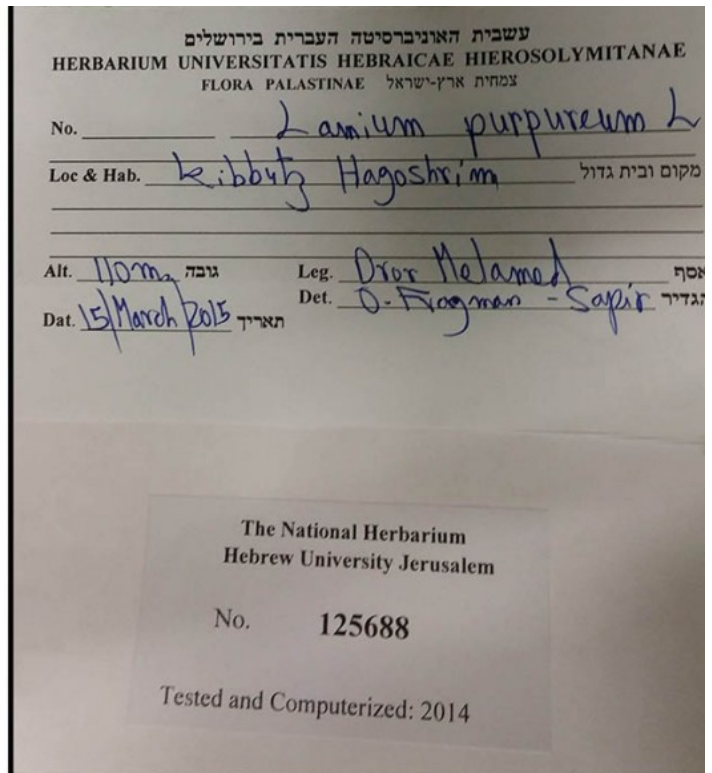 עשבית האוניברסיטה העברית בירושלים
HERBARIUM UNIVERSITATIS HEBRAICAE HIEROSOLYMITANAE
FLORA PALASTINAE צמחית ארץ-ישראל
No. Lamium purpureum L
Loc & Hab. Kibbutz Hagoshrim מקום ובית גדול
Alt. 110m. גובה Leg. Dror Melamed אסף
Det. O. Fragman - Sapir הגדיר
Dat. 15/March/2015 תאריך
The National Herbarium
Hebrew University Jerusalem
No. 125688
Tested and Computerized: 2014